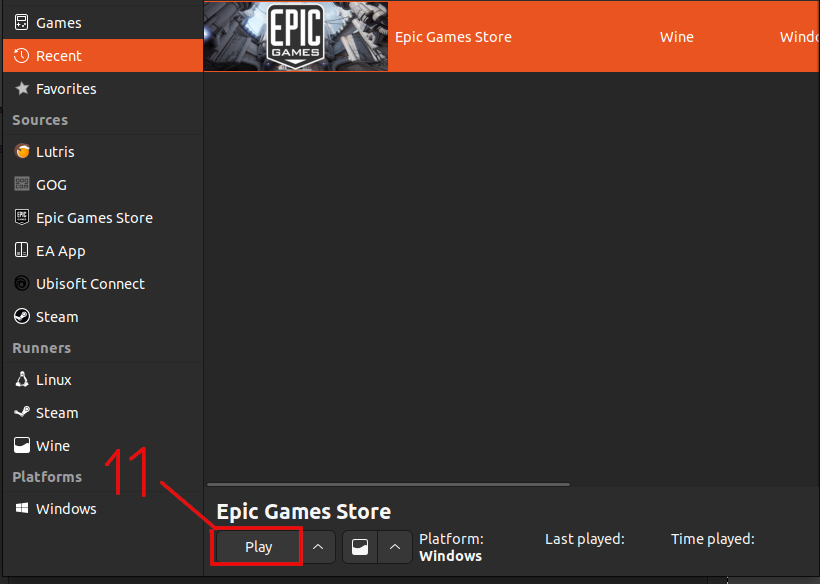 Games
Recent
Favorites
Sources
Lutris
GOG
Epic Games Store
EA App
Ubisoft Connect
Steam
Runners
Linux
Steam
Wine
Platforms
Windows
11
EPIC
GAMES
Epic Games Store Wine Windo
Epic Games Store
Play
Platform: Last played: Time played:
Windows